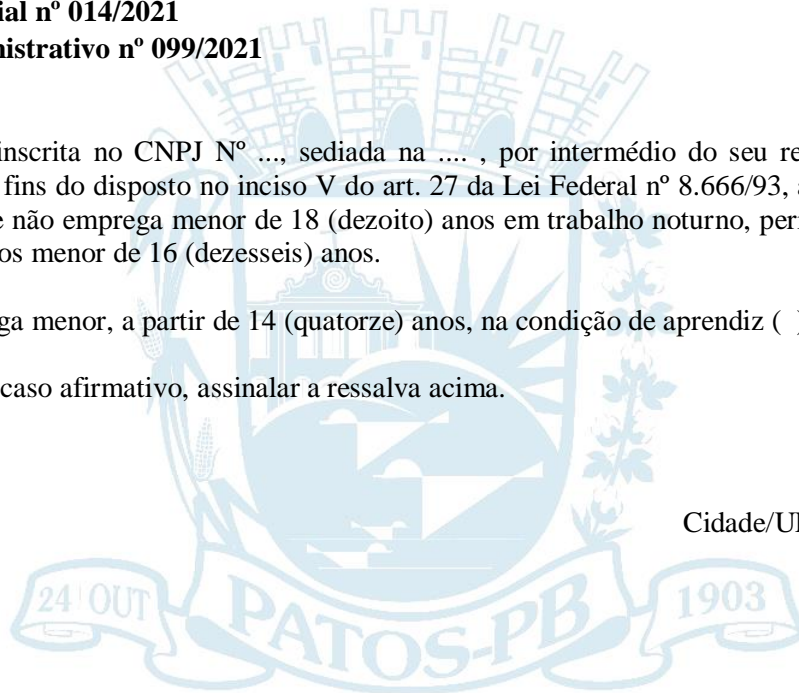 ial nº 014/2021
nistrativo nº 099/2021
inscrita no CNPJ Nº ..., sediada na .... , por intermédio do seu re
fins do disposto no inciso V do art. 27 da Lei Federal nº 8.666/93,
e não emprega menor de 18 (dezoito) anos em trabalho noturno, per
os menor de 16 (dezesseis) anos.
ga menor, a partir de 14 (quatorze) anos, na condição de aprendiz ( )
caso afirmativo, assinalar a ressalva acima.
Cidade/U
24 OUT
PATOS-PB
1903